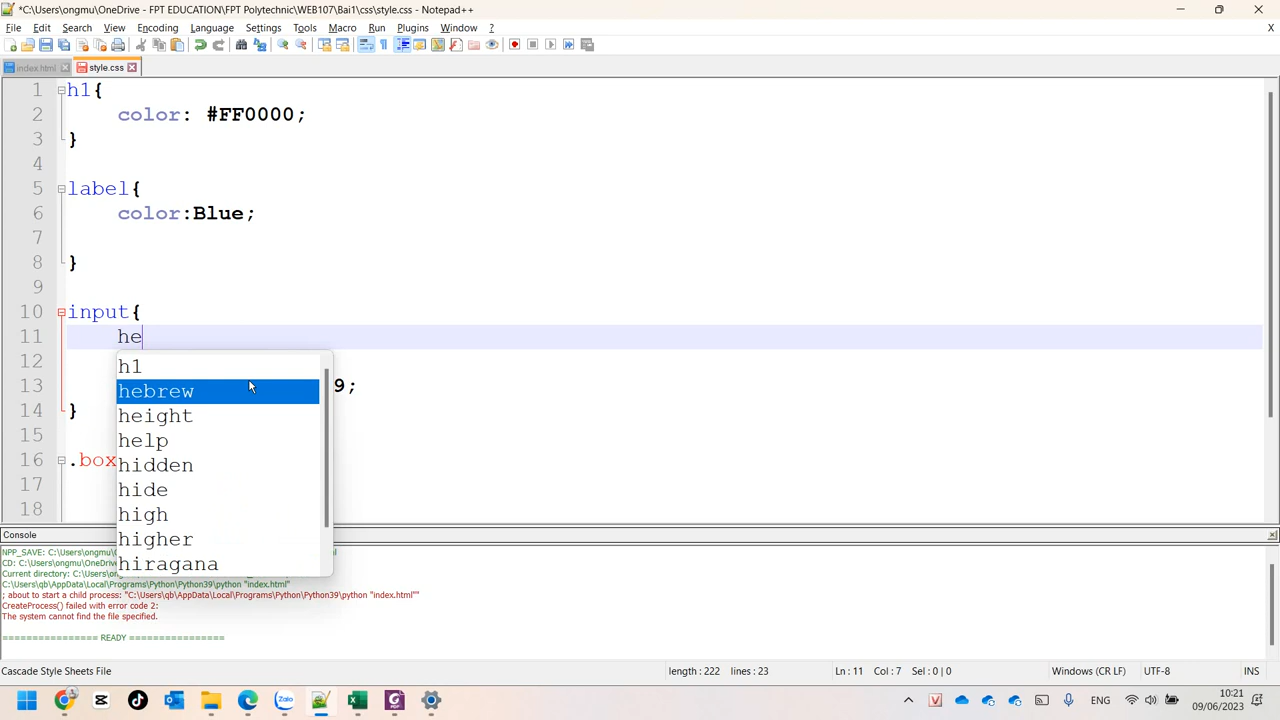 *C:\Users\ongmu\OneDrive - FPT EDUCATION\FPT Polytechnic\WEB107\Bai1\css\style.css - Notepad++
File Edit Search View Encoding Language Settings Tools Macro Run Plugins Window ? X
index.html style.css
1 h1{
2 color: #FF0000;
3 }
4
5 label{
6 color:Blue;
7
8 }
9
10 input{
11 he
12 h1
13 hebrew 9;
14 } height
15 help
16 .box hidden
17 hide
18 high
higher
hiragana
Console
NPP_SAVE: C:\Users\ongmu\On
CD: C:\Users\ongmu\OneDrive
Current directory: C:\Users\ong
C:\Users\qb\AppData\Local\Programs\Python\Python39\python "index.html"
; about to start a child process: "C:\Users\qb\AppData\Local\Programs\Python\Python39\python "index.html""
CreateProcess() failed with error code 2:
The system cannot find the file specified.
================ READY ================
Cascade Style Sheets File length : 222 lines : 23 Ln : 11 Col : 7 Sel : 0 | 0 Windows (CR LF) UTF-8 INS
ENG 10:21
09/06/2023